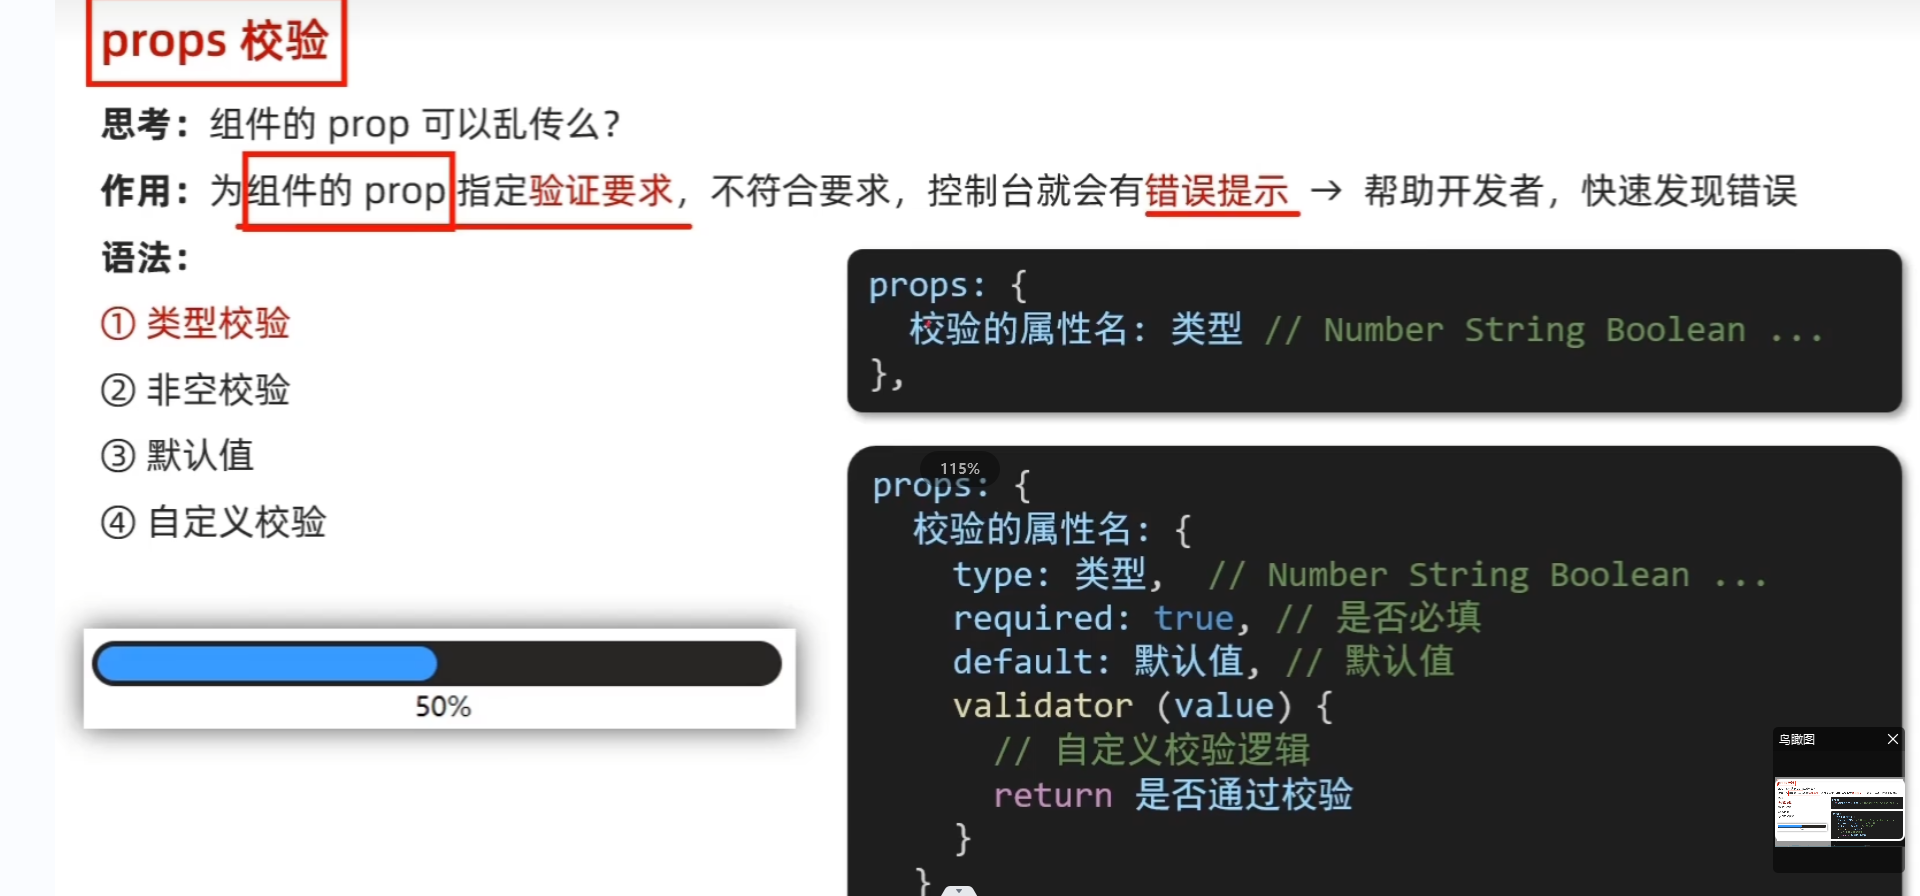 props 校验
思考：组件的 prop 可以乱传么？
作用：为组件的 prop 指定验证要求，不符合要求，控制台就会有错误提示 → 帮助开发者，快速发现错误
语法：
① 类型校验
② 非空校验
③ 默认值
④ 自定义校验
50%
props: {
校验的属性名: 类型 // Number String Boolean ...
},
115%
props: {
校验的属性名: {
type: 类型, // Number String Boolean ...
required: true, // 是否必填
default: 默认值, // 默认值
validator (value) {
// 自定义校验逻辑
return 是否通过校验
}
}
鸟瞰图